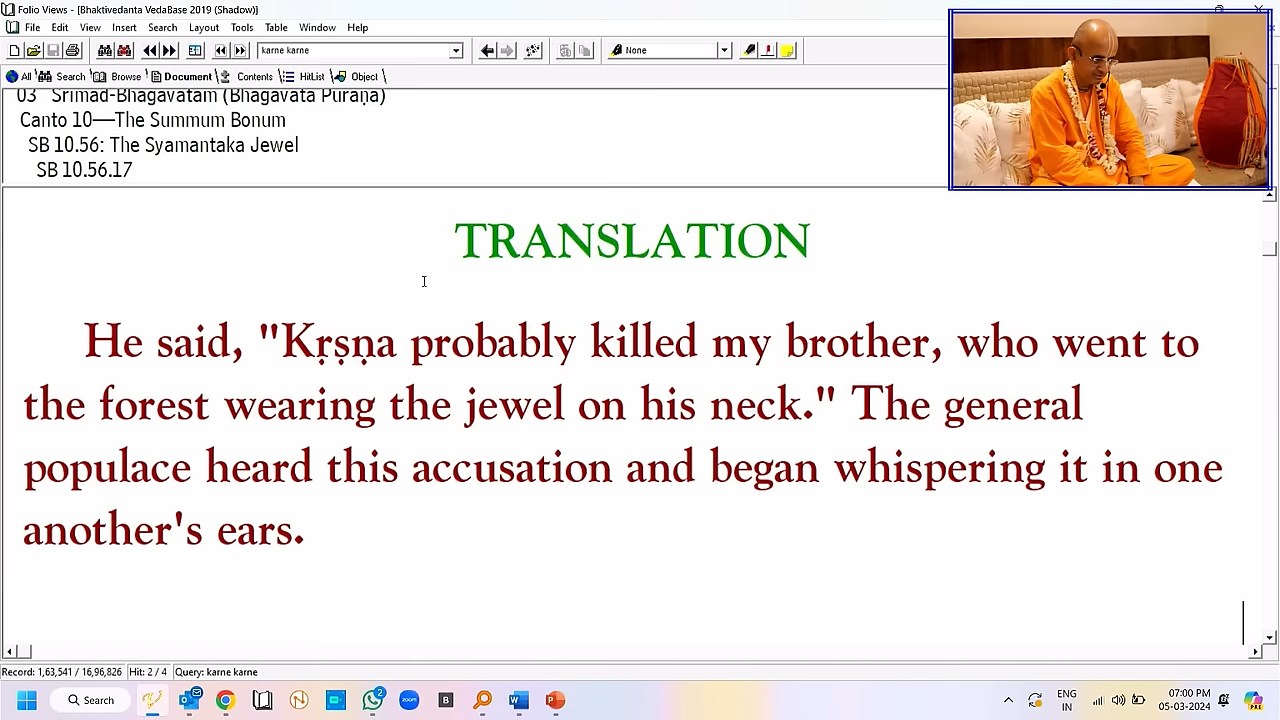 Folio Views - [Bhaktivedanta VedaBase 2019 (Shadow)]
File Edit View Insert Search Layout Tools Table Window Help
karne karne None
All Search Browse Document Contents HitList Object
03 Srimad-Bhagavatam (Bhagavata Purāṇa)
Canto 10—The Summum Bonum
SB 10.56: The Syamantaka Jewel
SB 10.56.17
TRANSLATION
He said, "Kṛṣṇa probably killed my brother, who went to
the forest wearing the jewel on his neck." The general
populace heard this accusation and began whispering it in one
another's ears.
Record: 1,63,541 / 16,96,826 Hit: 2 / 4 Query: karne karne
Search 2 zoom B W P ENG 07:00 PM
IN 05-03-2024 PRE